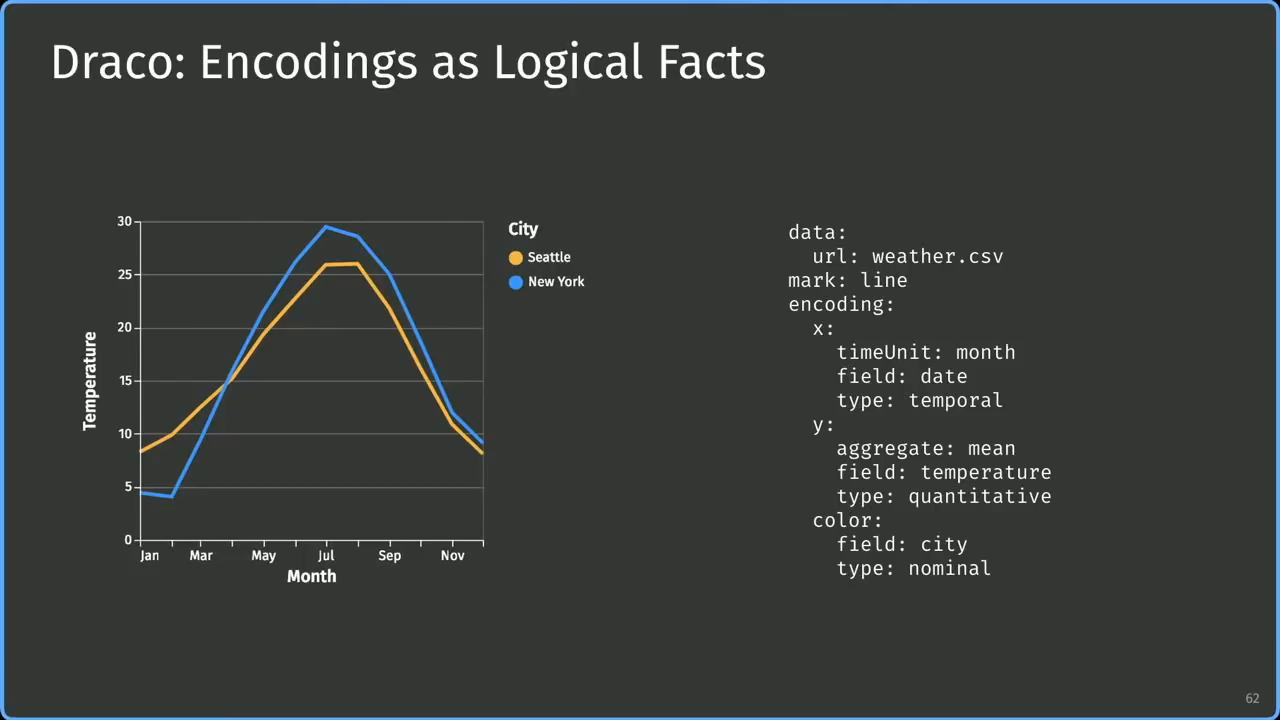 Draco: Encodings as Logical Facts
30
25
20
15
10
5
0
Temperature
Jan Mar May Jul Sep Nov
Month
City
Seattle
New York
data:
  url: weather.csv
mark: line
encoding:
  x:
    timeUnit: month
    field: date
    type: temporal
  y:
    aggregate: mean
    field: temperature
    type: quantitative
  color:
    field: city
    type: nominal
62